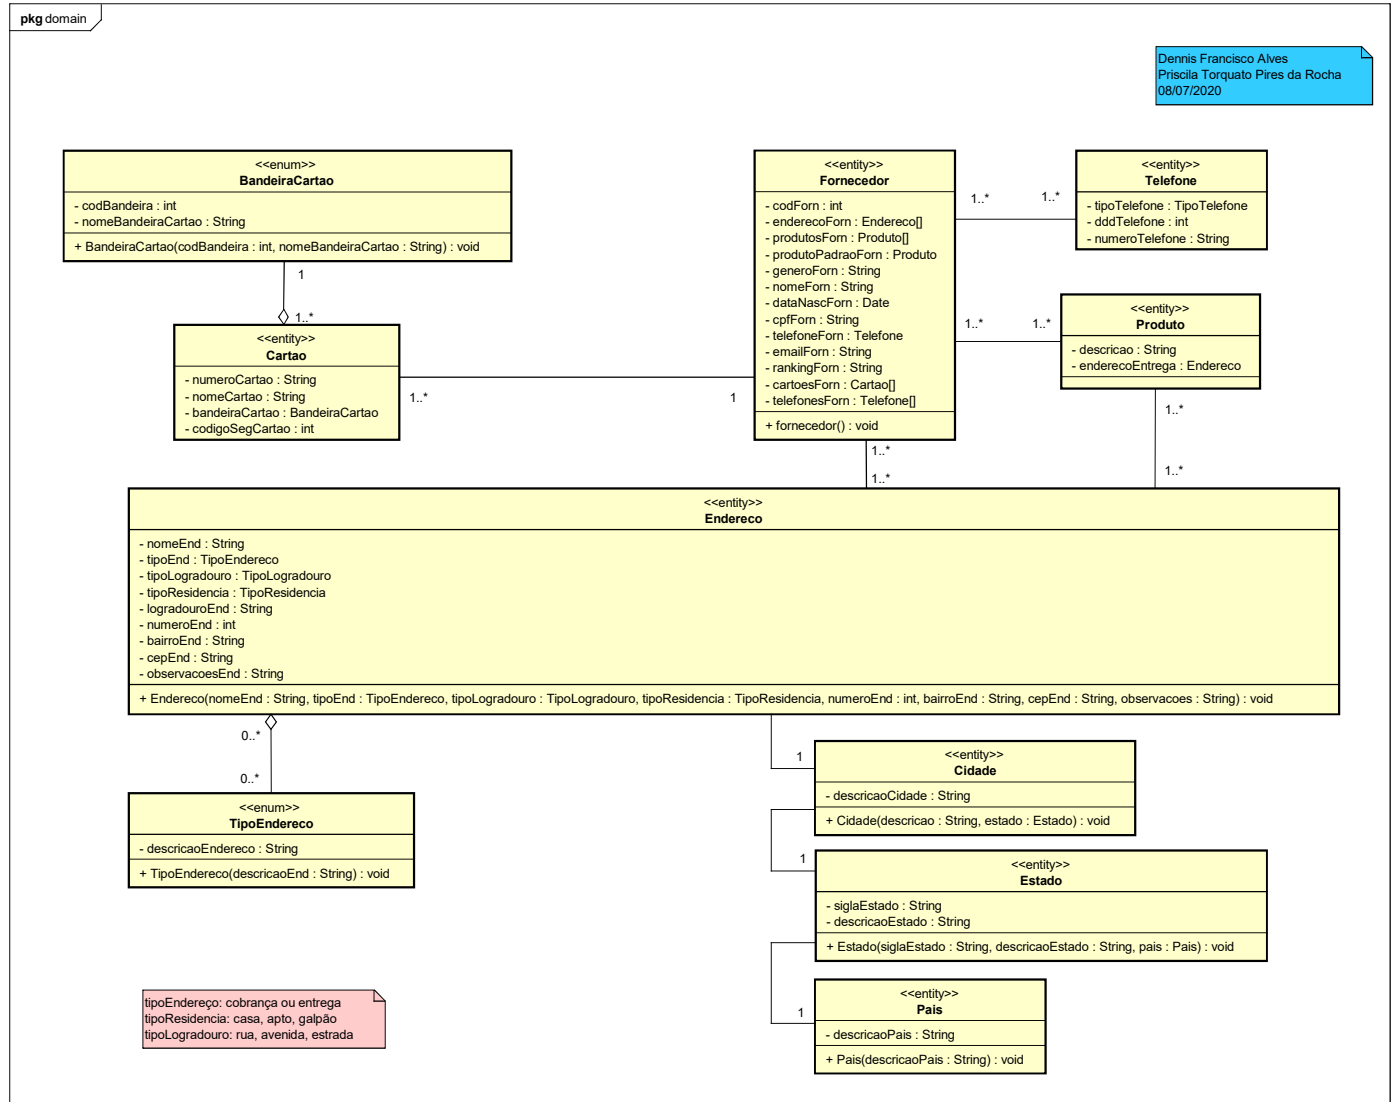 pkg domain
Dennis Francisco Alves
Priscila Torquato Pires da Rocha
08/07/2020
<<enum>>
BandeiraCartao
- codBandeira : int
- nomeBandeiraCartao : String
+ BandeiraCartao(codBandeira : int, nomeBandeiraCartao : String) : void
1
1..*
<<entity>>
Cartao
- numeroCartao : String
- nomeCartao : String
- bandeiraCartao : BandeiraCartao
- codigoSegCartao : int
1..*
1
<<entity>>
Fornecedor
- codForn : int
- enderecoForn : Endereco[]
- produtosForn : Produto[]
- produtoPadraoForn : Produto
- generoForn : String
- nomeForn : String
- dataNascForn : Date
- cpfForn : String
- telefoneForn : Telefone
- emailForn : String
- rankingForn : String
- cartoesForn : Cartao[]
- telefonesForn : Telefone[]
+ fornecedor() : void
1..*
1..*
<<entity>>
Telefone
- tipoTelefone : TipoTelefone
- dddTelefone : int
- numeroTelefone : String
1..*
1..*
<<entity>>
Produto
- descricao : String
- enderecoEntrega : Endereco
1..*
1..*
1..*
1..*
<<entity>>
Endereco
- nomeEnd : String
- tipoEnd : TipoEndereco
- tipoLogradouro : TipoLogradouro
- tipoResidencia : TipoResidencia
- logradouroEnd : String
- numeroEnd : int
- bairroEnd : String
- cepEnd : String
- observacoesEnd : String
+ Endereco(nomeEnd : String, tipoEnd : TipoEndereco, tipoLogradouro : TipoLogradouro, tipoResidencia : TipoResidencia, numeroEnd : int, bairroEnd : String, cepEnd : String, observacoes : String) : void
0..*
0..*
<<enum>>
TipoEndereco
- descricaoEndereco : String
+ TipoEndereco(descricaoEnd : String) : void
1
<<entity>>
Cidade
- descricaoCidade : String
+ Cidade(descricao : String, estado : Estado) : void
1
<<entity>>
Estado
- siglaEstado : String
- descricaoEstado : String
+ Estado(siglaEstado : String, descricaoEstado : String, pais : Pais) : void
1
<<entity>>
Pais
- descricaoPais : String
+ Pais(descricaoPais : String) : void
tipoEndereço: cobrança ou entrega
tipoResidencia: casa, apto, galpão
tipoLogradouro: rua, avenida, estrada